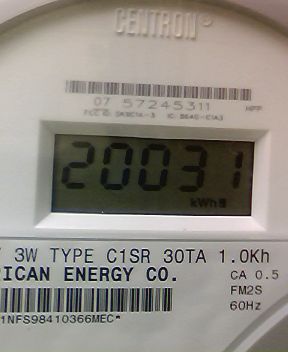 CENTRON®
07 57245311
20031
kWh
3W TYPE C1SR 30TA 1.0Kh
RICAN ENERGY CO.
CA 0.5
FM2S
60Hz
1NFS98410366MEC*